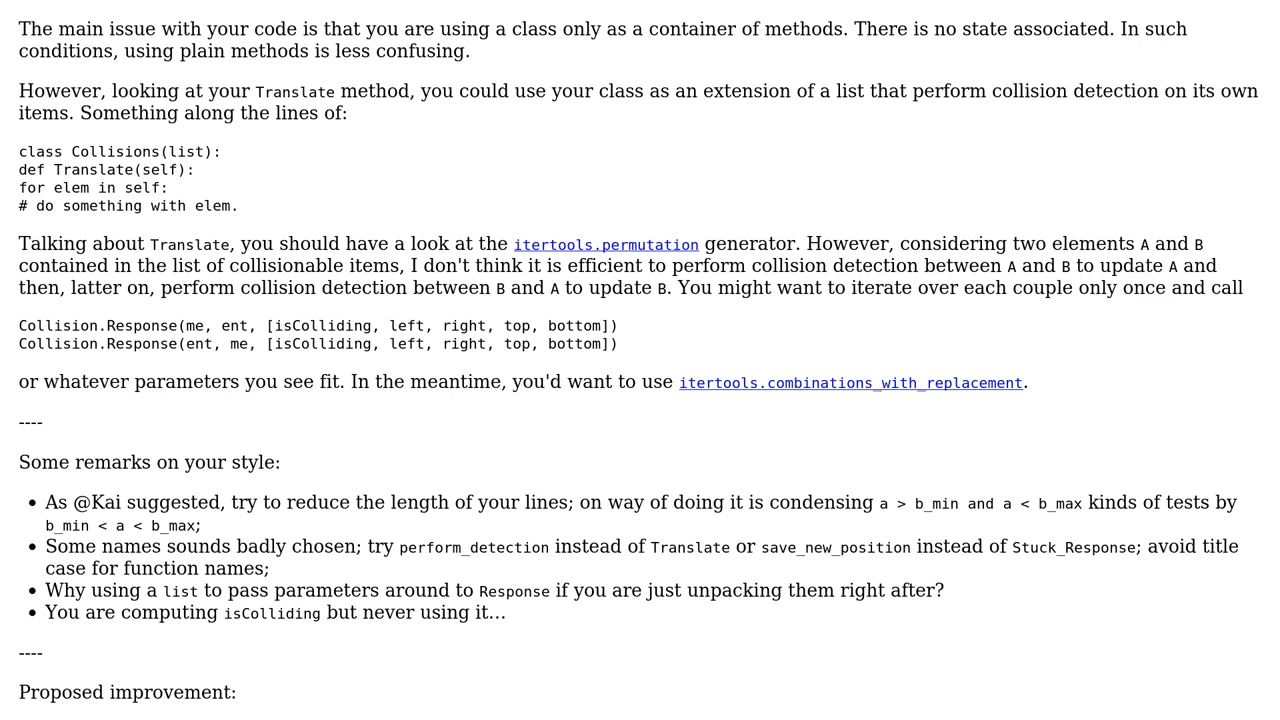 The main issue with your code is that you are using a class only as a container of methods. There is no state associated. In such
conditions, using plain methods is less confusing.
However, looking at your Translate method, you could use your class as an extension of a list that perform collision detection on its own
items. Something along the lines of:
class Collisions(list):
def Translate(self):
for elem in self:
# do something with elem.
Talking about Translate, you should have a look at the itertools.permutation generator. However, considering two elements A and B
contained in the list of collisionable items, I don't think it is efficient to perform collision detection between A and B to update A and
then, latter on, perform collision detection between B and A to update B. You might want to iterate over each couple only once and call
Collision.Response(me, ent, [isColliding, left, right, top, bottom])
Collision.Response(ent, me, [isColliding, left, right, top, bottom])
or whatever parameters you see fit. In the meantime, you'd want to use itertools.combinations_with_replacement.
----
Some remarks on your style:
• As @Kai suggested, try to reduce the length of your lines; on way of doing it is condensing a > b_min and a < b_max kinds of tests by
b_min < a < b_max;
• Some names sounds badly chosen; try perform_detection instead of Translate or save_new_position instead of Stuck_Response; avoid title
case for function names;
• Why using a list to pass parameters around to Response if you are just unpacking them right after?
• You are computing isColliding but never using it…
----
Proposed improvement: